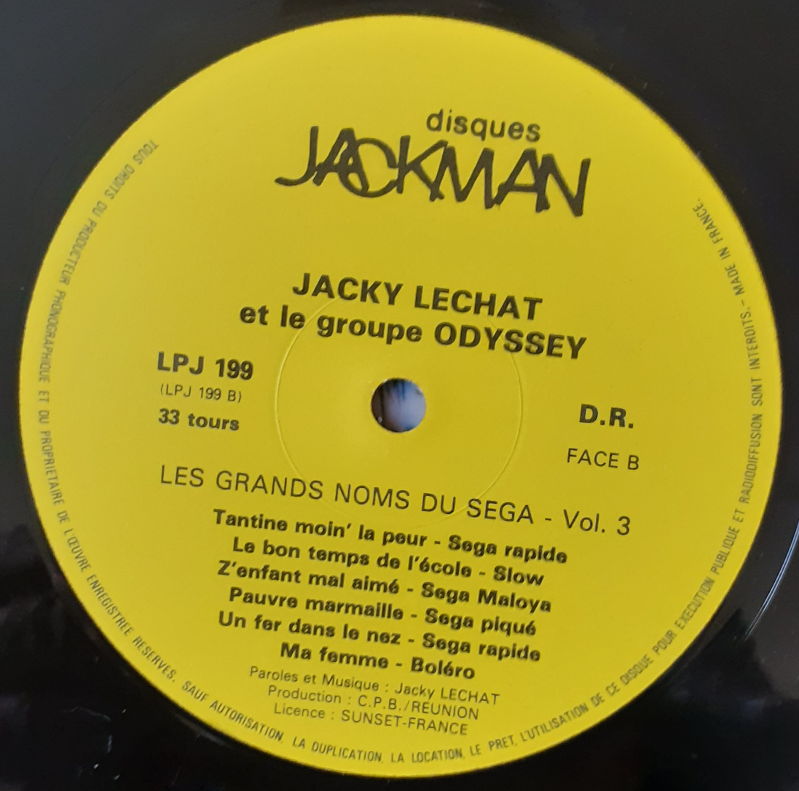 disques
JACKMAN
JACKY LECHAT
et le groupe ODYSSEY
LPJ 199
(LPJ 199 B)
33 tours
D.R.
FACE B
LES GRANDS NOMS DU SEGA - Vol. 3
Tantine moin' la peur - Sega rapide
Le bon temps de l'école - Slow
Z'enfant mal aimé - Sega Maloya
Pauvre marmaille - Sega piqué
Un fer dans le nez - Sega rapide
Ma femme - Boléro
Paroles et Musique : Jacky LECHAT
Production : C.P.B./REUNION
Licence : SUNSET-FRANCE
TOUS DROITS DU PRODUCTEUR PHONOGRAPHIQUE ET DU PROPRIETAIRE DE L'ŒUVRE ENREGISTREE RESERVES. SAUF AUTORISATION, LA DUPLICATION, LA LOCATION, LE PRET, L'UTILISATION DE CE DISQUE POUR EXECUTION PUBLIQUE ET RADIODIFFUSION SONT INTERDITS. - MADE IN FRANCE.